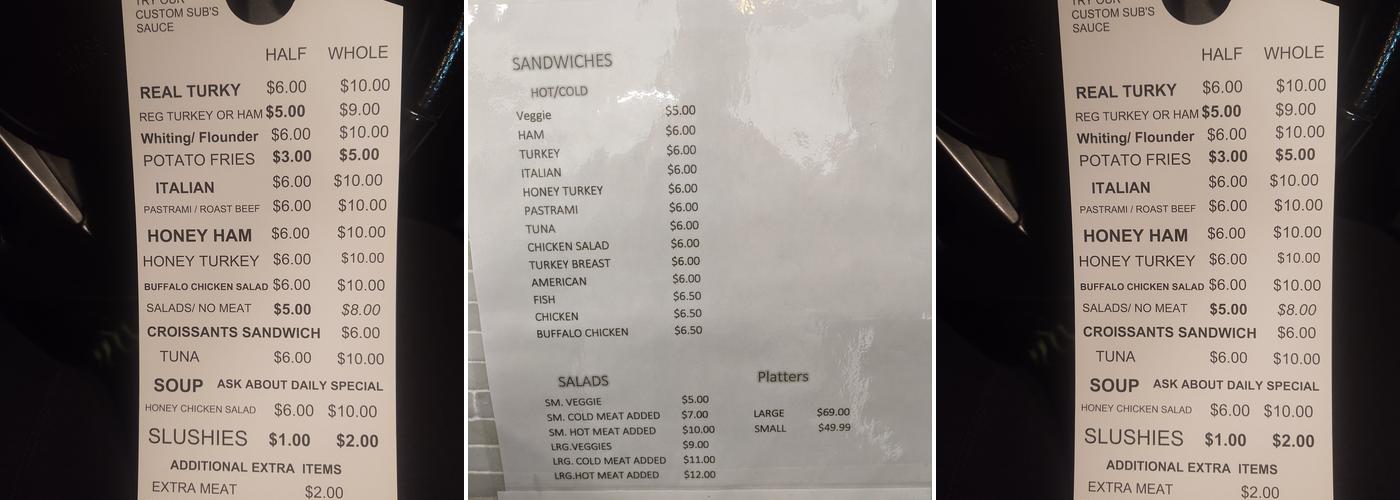 TRY OUR
CUSTOM SUB'S
SAUCE
HALF WHOLE
REAL TURKY $6.00 $10.00
REG TURKEY OR HAM $5.00 $9.00
Whiting/ Flounder $6.00 $10.00
POTATO FRIES $3.00 $5.00
ITALIAN $6.00 $10.00
PASTRAMI / ROAST BEEF $6.00 $10.00
HONEY HAM $6.00 $10.00
HONEY TURKEY $6.00 $10.00
BUFFALO CHICKEN SALAD $6.00 $10.00
SALADS/ NO MEAT $5.00 $8.00
CROISSANTS SANDWICH $6.00
TUNA $6.00 $10.00
SOUP ASK ABOUT DAILY SPECIAL
HONEY CHICKEN SALAD $6.00 $10.00
SLUSHIES $1.00 $2.00
ADDITIONAL EXTRA ITEMS
EXTRA MEAT $2.00
SANDWICHES
HOT/COLD
Veggie $5.00
HAM $6.00
TURKEY $6.00
ITALIAN $6.00
HONEY TURKEY $6.00
PASTRAMI $6.00
TUNA $6.00
CHICKEN SALAD $6.00
TURKEY BREAST $6.00
AMERICAN $6.00
FISH $6.50
CHICKEN $6.50
BUFFALO CHICKEN $6.50
SALADS
SM. VEGGIE $5.00
SM. COLD MEAT ADDED $7.00
SM. HOT MEAT ADDED $10.00
LRG.VEGGIES $9.00
LRG. COLD MEAT ADDED $11.00
LRG.HOT MEAT ADDED $12.00
Platters
LARGE $69.00
SMALL $49.99
TRY OUR
CUSTOM SUB'S
SAUCE
HALF WHOLE
REAL TURKY $6.00 $10.00
REG TURKEY OR HAM $5.00 $9.00
Whiting/ Flounder $6.00 $10.00
POTATO FRIES $3.00 $5.00
ITALIAN $6.00 $10.00
PASTRAMI / ROAST BEEF $6.00 $10.00
HONEY HAM $6.00 $10.00
HONEY TURKEY $6.00 $10.00
BUFFALO CHICKEN SALAD $6.00 $10.00
SALADS/ NO MEAT $5.00 $8.00
CROISSANTS SANDWICH $6.00
TUNA $6.00 $10.00
SOUP ASK ABOUT DAILY SPECIAL
HONEY CHICKEN SALAD $6.00 $10.00
SLUSHIES $1.00 $2.00
ADDITIONAL EXTRA ITEMS
EXTRA MEAT $2.00